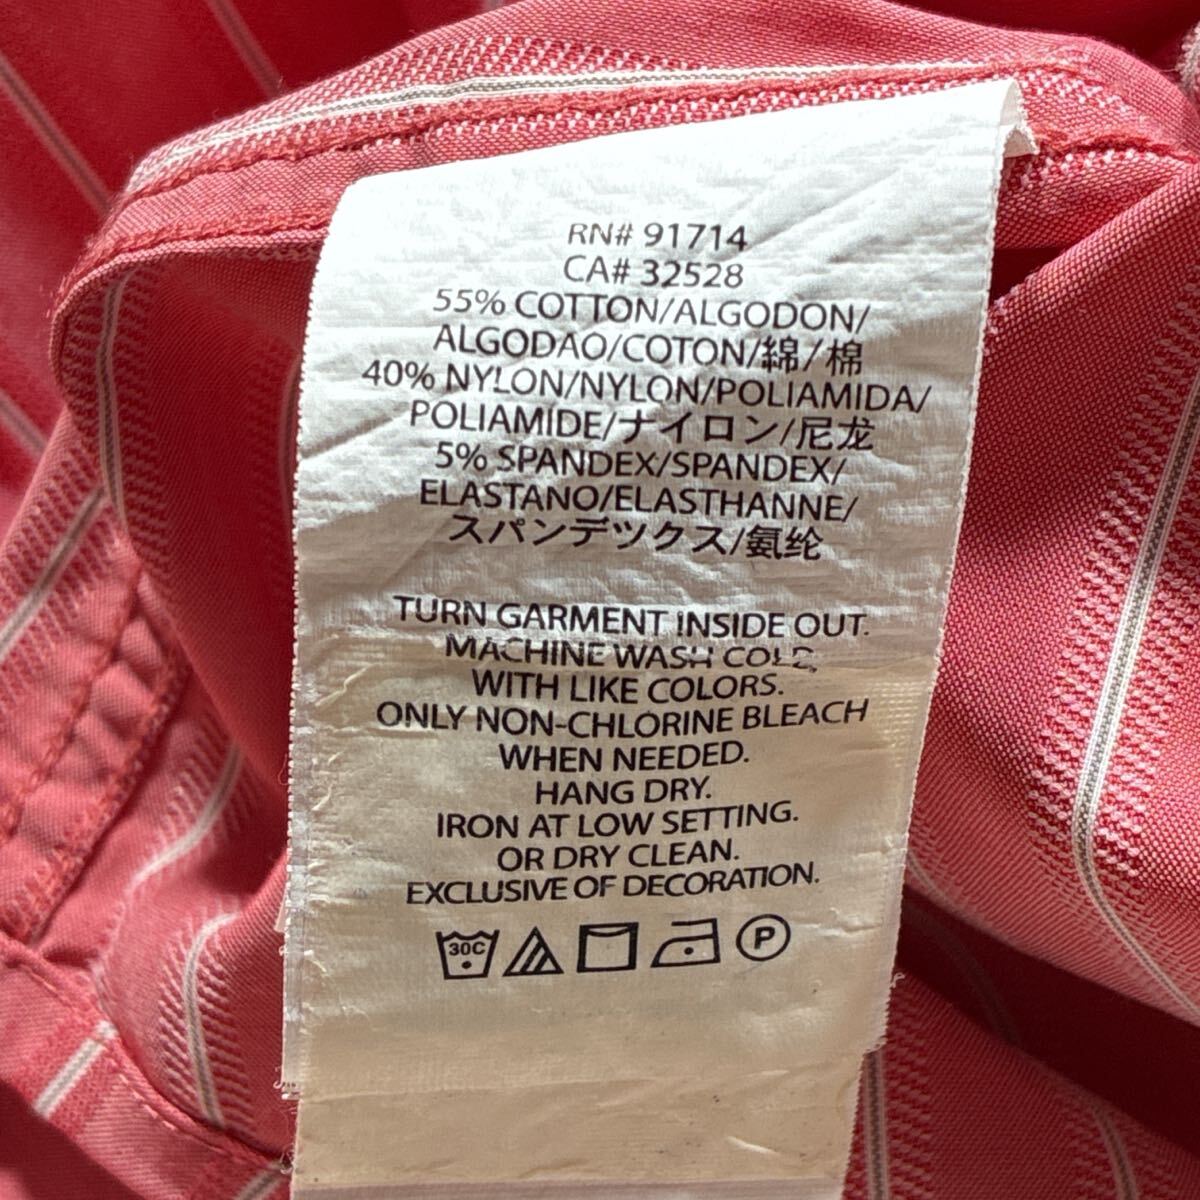 RN# 91714
CA# 32528
55% COTTON/ALGODON/
ALGODAO/COTON/綿/棉
40% NYLON/NYLON/POLIAMIDA/
POLIAMIDE/ナイロン/尼龙
5% SPANDEX/SPANDEX/
ELASTANO/ELASTHANNE/
スパンデックス/氨纶
TURN GARMENT INSIDE OUT.
MACHINE WASH COLD,
WITH LIKE COLORS.
ONLY NON-CHLORINE BLEACH
WHEN NEEDED.
HANG DRY.
IRON AT LOW SETTING.
OR DRY CLEAN.
EXCLUSIVE OF DECORATION.
30C P